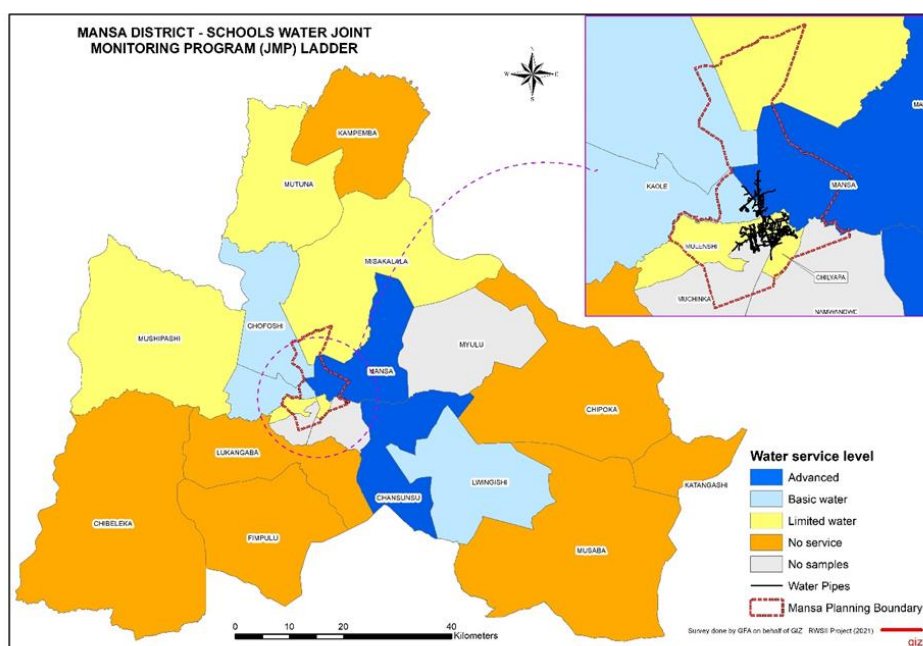 MANSA DISTRICT - SCHOOLS WATER JOINT
MONITORING PROGRAM (JMP) LADDER
N
W
E
S
KAMPEMBA
MUTUNA
MISAKALALA
MUSHIPASHI
CHOFOSHI
MYULU
MANSA
CHIPOKA
LUKANGABA
KATANGASHI
LIWINGISHI
CHANSUNSU
CHIBELEKA
FIMPULU
MUSABA
MA
KAOLE
MANSA
MULENSHI
CHILYAPA
MUCHINKA
NAMWANDWE
Water service level
Advanced
Basic water
Limited water
No service
No samples
Water Pipes
Mansa Planning Boundary
0 10 20 40
Kilometers
Survey done by GFA on behalf of GIZ RWSII Project (2021)
giz